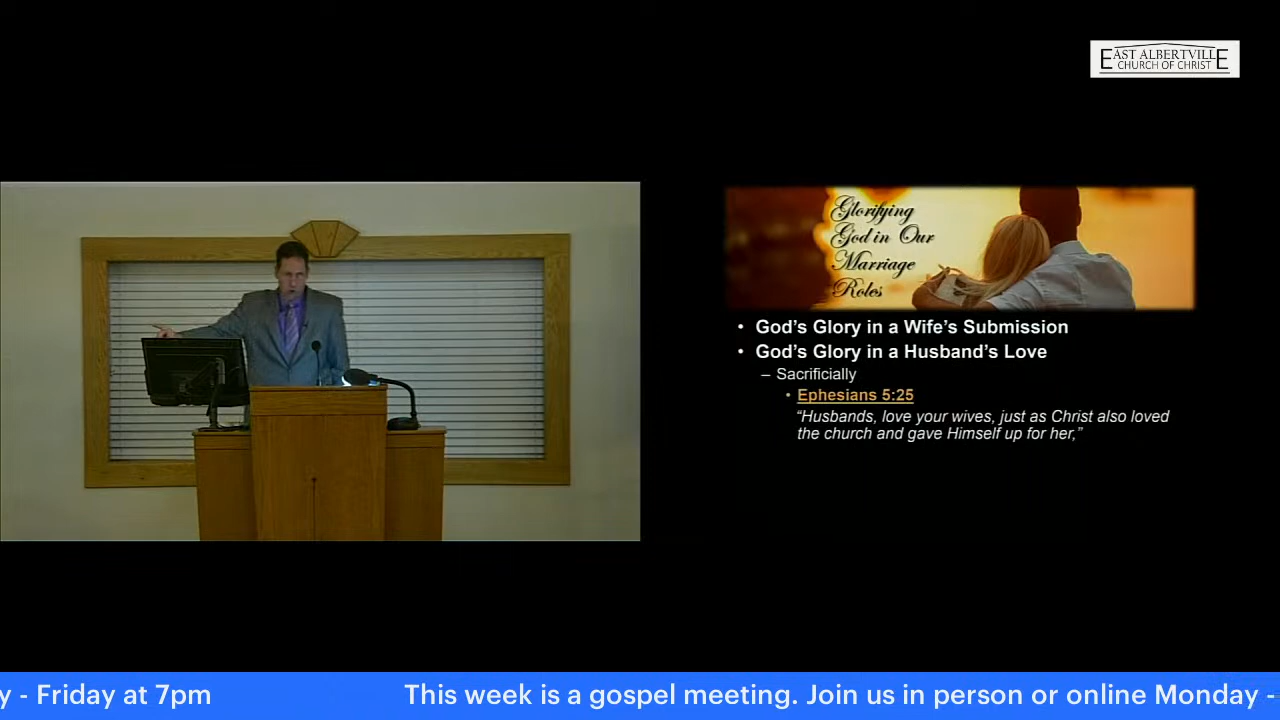 EAST ALBERTVILLE
CHURCH OF CHRIST
Glorifying
God in Our
Marriage
Roles
• God's Glory in a Wife's Submission
• God's Glory in a Husband's Love
– Sacrificially
• Ephesians 5:25
“Husbands, love your wives, just as Christ also loved
the church and gave Himself up for her,”
y - Friday at 7pm
This week is a gospel meeting. Join us in person or online Monday -